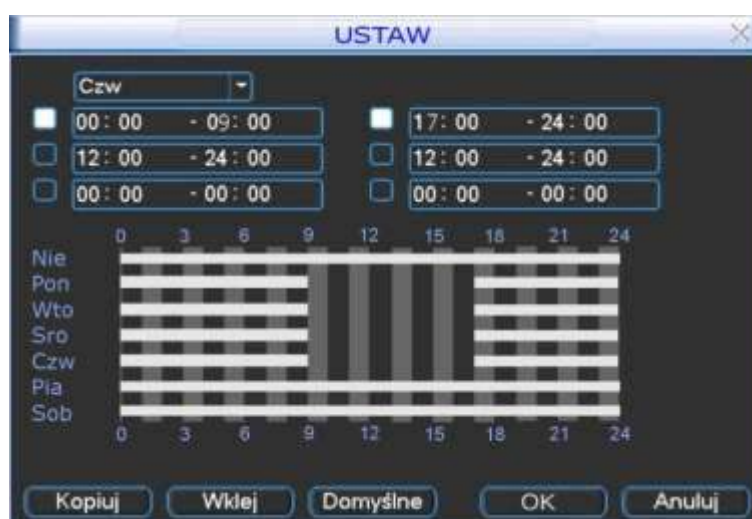 USTAW
Czw
00: 00 - 09: 00 17: 00 - 24: 00
12: 00 - 24: 00 12: 00 - 24: 00
00: 00 - 00: 00 00: 00 - 00: 00
0 3 6 9 12 15 18 21 24
Nie
Pon
Wto
Sro
Czw
Pia
Sob
0 3 6 9 12 15 18 21 24
Kopiuj Wklej Domyślne OK Anuluj